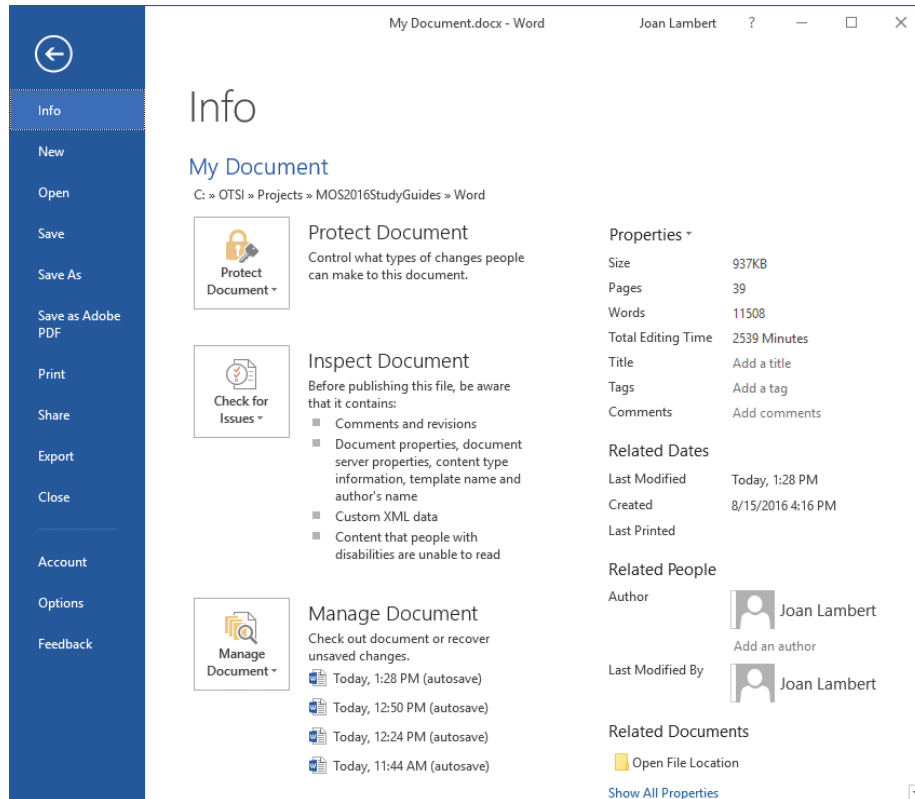 My Document.docx - Word
Joan Lambert
?
Info
New
Open
Save
Save As
Save as Adobe
PDF
Print
Share
Export
Close
Account
Options
Feedback
Info
My Document
C: » OTSI » Projects » MOS2016StudyGuides » Word
Protect
Document
Protect Document
Control what types of changes people
can make to this document.
Check for
Issues
Inspect Document
Before publishing this file, be aware
that it contains:
Comments and revisions
Document properties, document
server properties, content type
information, template name and
author's name
Custom XML data
Content that people with
disabilities are unable to read
Manage
Document
Manage Document
Check out document or recover
unsaved changes.
Today, 1:28 PM (autosave)
Today, 12:50 PM (autosave)
Today, 12:24 PM (autosave)
Today, 11:44 AM (autosave)
Properties
Size 937KB
Pages 39
Words 11508
Total Editing Time 2539 Minutes
Title Add a title
Tags Add a tag
Comments Add comments
Related Dates
Last Modified Today, 1:28 PM
Created 8/15/2016 4:16 PM
Last Printed
Related People
Author Joan Lambert
Add an author
Last Modified By Joan Lambert
Related Documents
Open File Location
Show All Properties